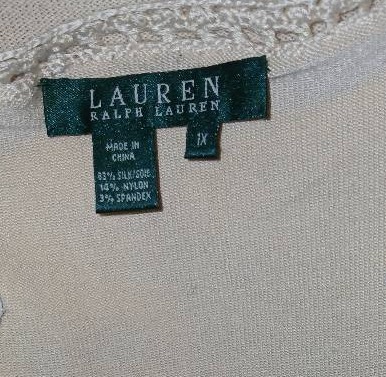 LAUREN
RALPH LAUREN
1X
MADE IN
CHINA
83% SILK/SOIE
14% NYLON
3% SPANDEX